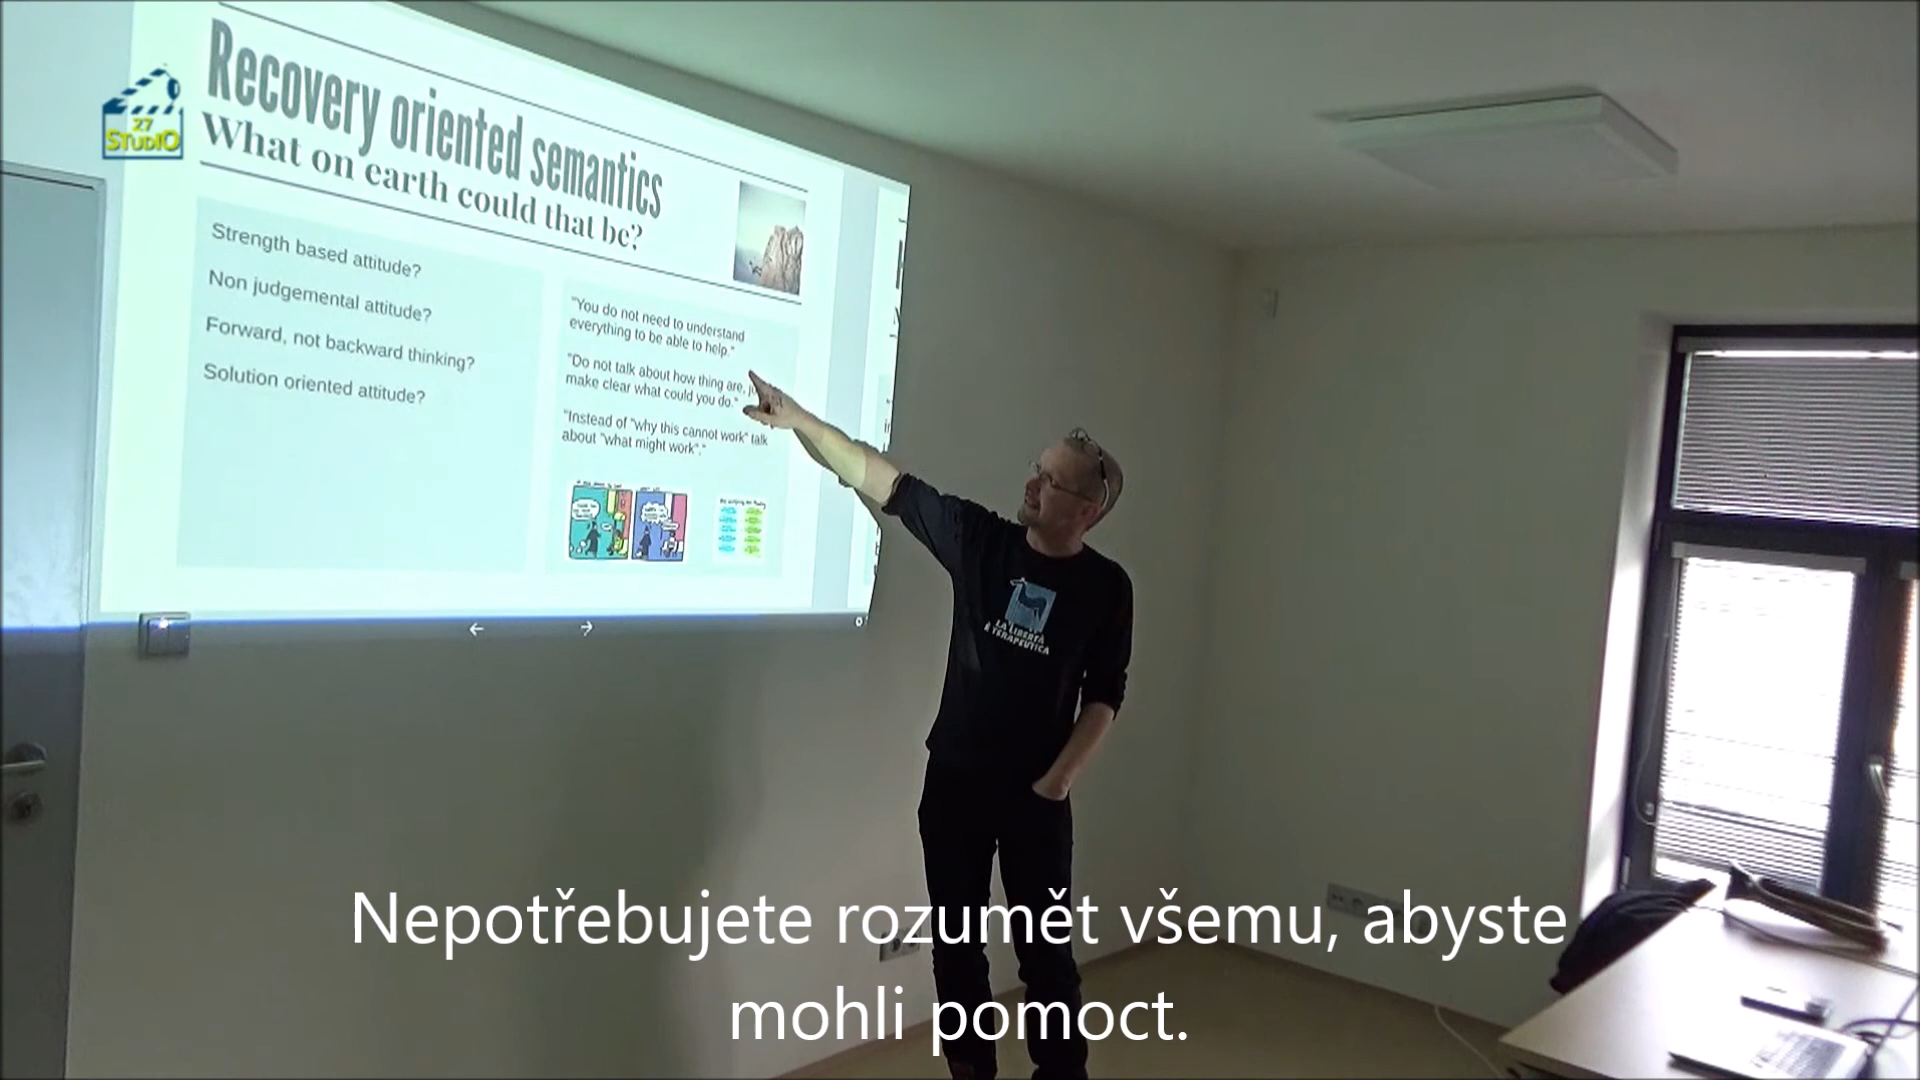 27
STUDIO
Recovery oriented semantics
What on earth could that be?
Strength based attitude?
Non judgemental attitude?
Forward, not backward thinking?
Solution oriented attitude?
"You do not need to understand
everything to be able to help."
"Do not talk about how thing are,
make clear what could you do."
"Instead of "why this cannot work" talk
about "what might work"."
LA LIBERTÀ
È TERAPEUTICA
Nepotřebujete rozumět všemu, abyste
mohli pomoct.